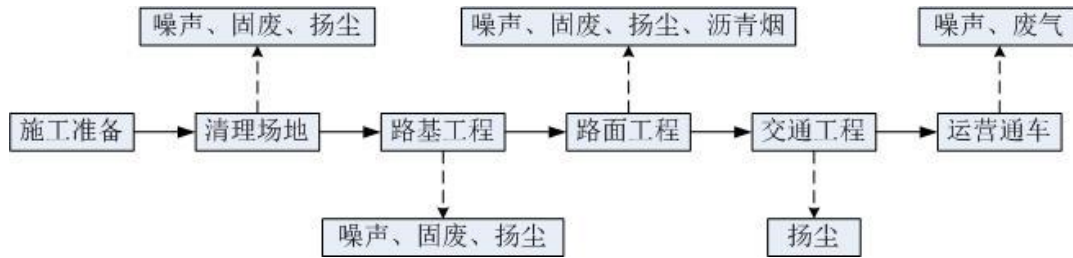 噪声、固废、扬尘
噪声、固废、扬尘、沥青烟
噪声、废气
施工准备
清理场地
路基工程
路面工程
交通工程
运营通车
噪声、固废、扬尘
扬尘